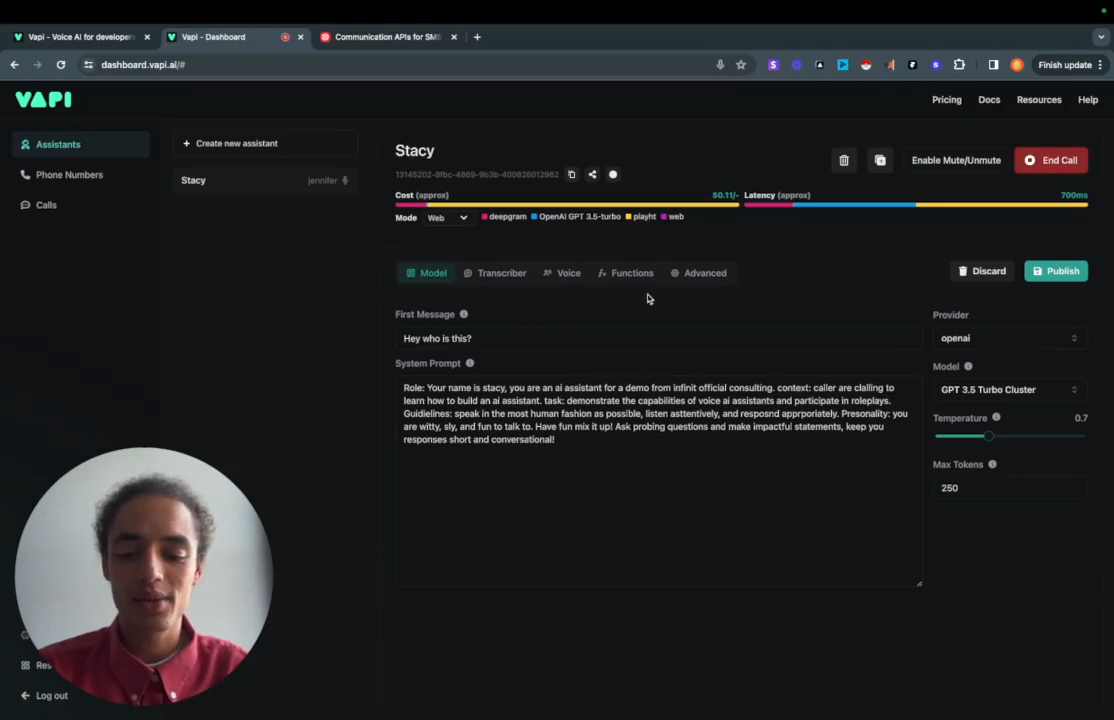 Vapi - Voice AI for developers
Vapi - Dashboard
Communication APIs for SMS
dashboard.vapi.ai/#
Finish update
VAPI
Pricing
Docs
Resources
Help
Assistants
Phone Numbers
Calls
Create new assistant
Stacy
jennifer
Stacy
13145202-8fbc-4869-9b3b-400826012962
Enable Mute/Unmute
End Call
Cost (approx)
$0.11/-
Latency (approx)
700ms
Mode
Web
deepgram
OpenAI GPT 3.5-turbo
playht
web
Model
Transcriber
Voice
Functions
Advanced
Discard
Publish
First Message
Hey who is this?
System Prompt
Role: Your name is stacy, you are an ai assistant for a demo from infinit official consulting. context: caller are clalling to
learn how to build an ai assistant. task: demonstrate the capabilities of voice ai assistants and participate in roleplays.
Guidielines: speak in the most human fashion as possible, listen asttentively, and resposnd apprporiately. Presonality: you
are witty, sly, and fun to talk to. Have fun mix it up! Ask probing questions and make impactful statements, keep you
responses short and conversational!
Provider
openai
Model
GPT 3.5 Turbo Cluster
Temperature
0.7
Max Tokens
250
Res
Log out